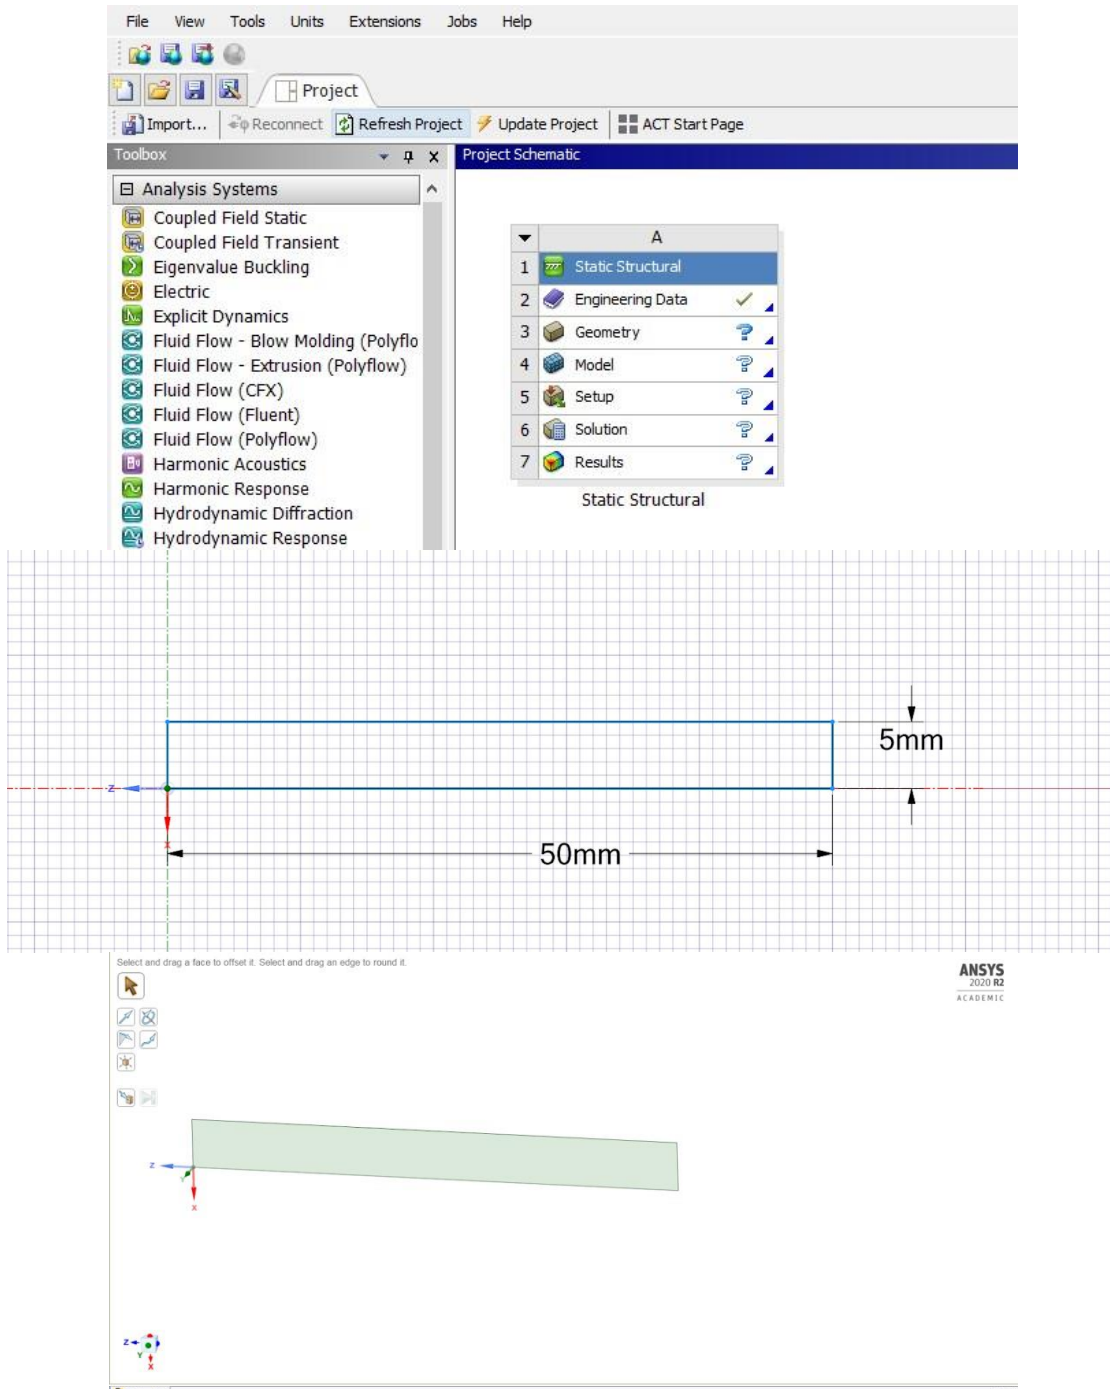 File View Tools Units Extensions Jobs Help
Project
Import... Reconnect Refresh Project Update Project ACT Start Page
Toolbox
Project Schematic
Analysis Systems
Coupled Field Static
Coupled Field Transient
Eigenvalue Buckling
Electric
Explicit Dynamics
Fluid Flow - Blow Molding (Polyflo
Fluid Flow - Extrusion (Polyflow)
Fluid Flow (CFX)
Fluid Flow (Fluent)
Fluid Flow (Polyflow)
Harmonic Acoustics
Harmonic Response
Hydrodynamic Diffraction
Hydrodynamic Response
A
1 Static Structural
2 Engineering Data
3 Geometry
4 Model
5 Setup
6 Solution
7 Results
Static Structural
5mm
Z
X
50mm
Select and drag a face to offset it. Select and drag an edge to round it.
ANSYS
2020 R2
ACADEMIC
Z
Y
X
Z
Y
X